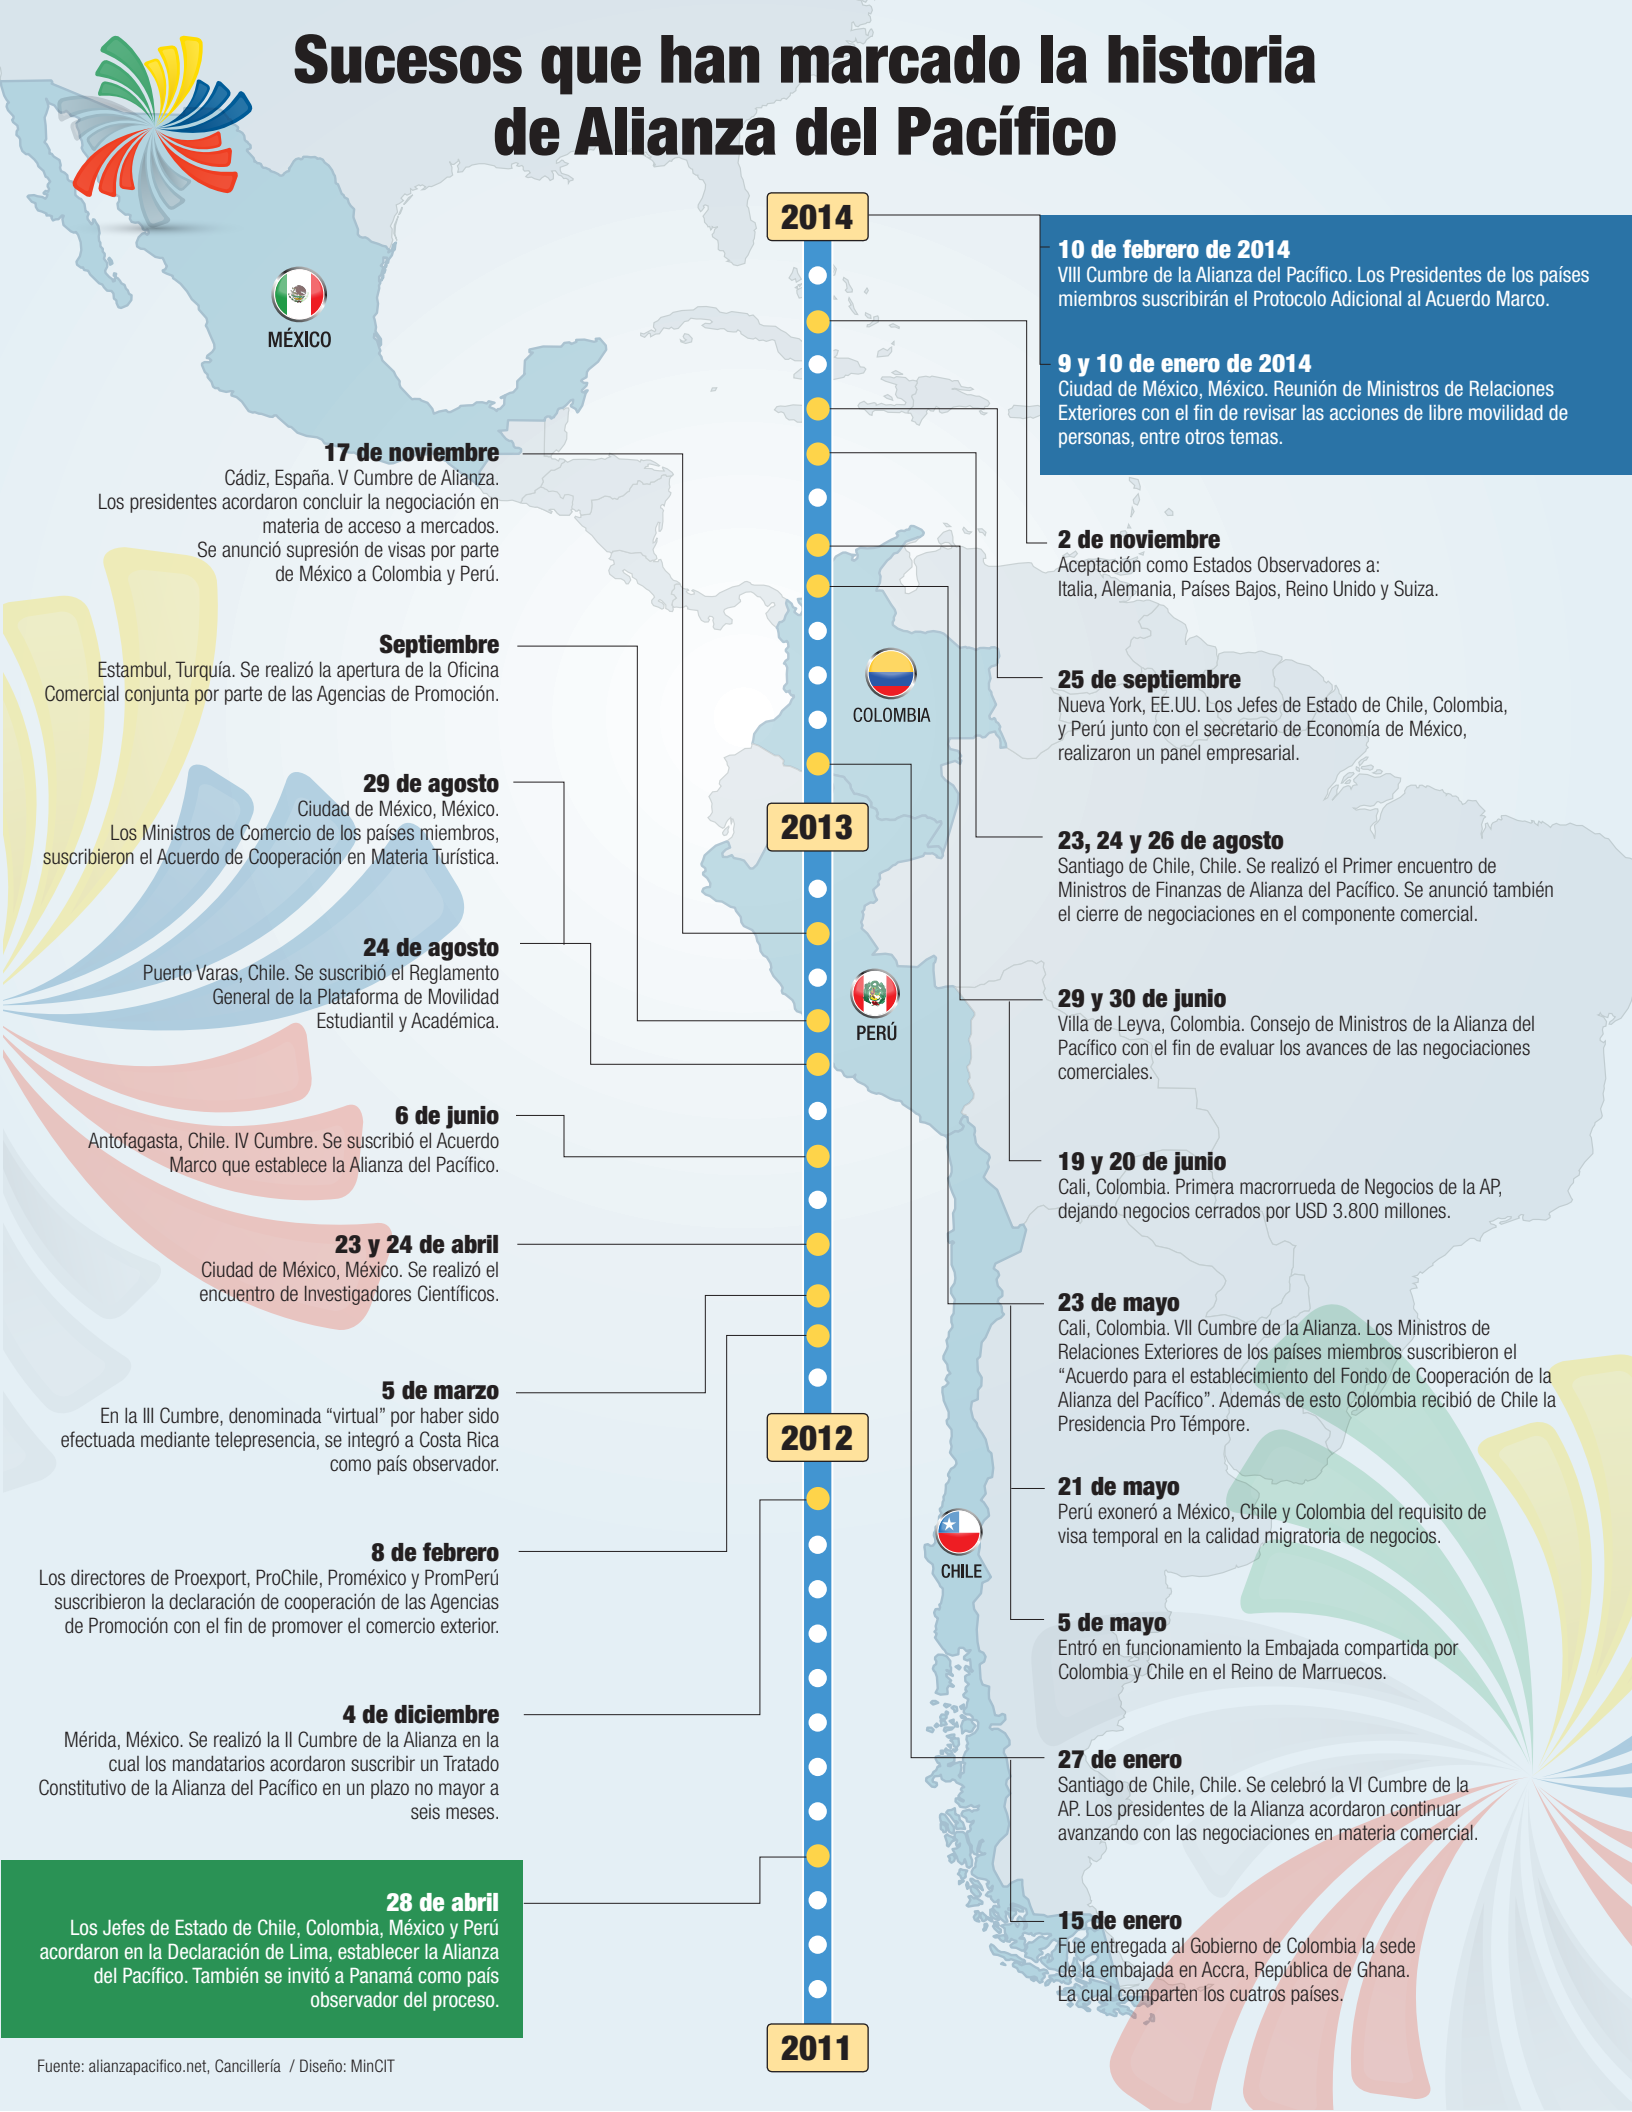 Sucesos que han marcado la historia
de Alianza del Pacífico
2014
10 de febrero de 2014
VIII Cumbre de la Alianza del Pacífico. Los Presidentes de los países
miembros suscribirán el Protocolo Adicional al Acuerdo Marco.
9 y 10 de enero de 2014
Ciudad de México, México. Reunión de Ministros de Relaciones
Exteriores con el fin de revisar las acciones de libre movilidad de
personas, entre otros temas.
MÉXICO
17 de noviembre
Cádiz, España. V Cumbre de Alianza.
Los presidentes acordaron concluir la negociación en
materia de acceso a mercados.
Se anunció supresión de visas por parte
de México a Colombia y Perú.
Septiembre
Estambul, Turquía. Se realizó la apertura de la Oficina
Comercial conjunta por parte de las Agencias de Promoción.
29 de agosto
Ciudad de México, México.
Los Ministros de Comercio de los países miembros,
suscribieron el Acuerdo de Cooperación en Materia Turística.
24 de agosto
Puerto Varas, Chile. Se suscribió el Reglamento
General de la Plataforma de Movilidad
Estudiantil y Académica.
6 de junio
Antofagasta, Chile. IV Cumbre. Se suscribió el Acuerdo
Marco que establece la Alianza del Pacífico.
23 y 24 de abril
Ciudad de México, México. Se realizó el
encuentro de Investigadores Científicos.
5 de marzo
En la III Cumbre, denominada “virtual” por haber sido
efectuada mediante telepresencia, se integró a Costa Rica
como país observador.
8 de febrero
Los directores de Proexport, ProChile, Proméxico y PromPerú
suscribieron la declaración de cooperación de las Agencias
de Promoción con el fin de promover el comercio exterior.
4 de diciembre
Mérida, México. Se realizó la II Cumbre de la Alianza en la
cual los mandatarios acordaron suscribir un Tratado
Constitutivo de la Alianza del Pacífico en un plazo no mayor a
seis meses.
28 de abril
Los Jefes de Estado de Chile, Colombia, México y Perú
acordaron en la Declaración de Lima, establecer la Alianza
del Pacífico. También se invitó a Panamá como país
observador del proceso.
COLOMBIA
2013
PERÚ
2012
CHILE
2011
2 de noviembre
Aceptación como Estados Observadores a:
Italia, Alemania, Países Bajos, Reino Unido y Suiza.
25 de septiembre
Nueva York, EE.UU. Los Jefes de Estado de Chile, Colombia,
y Perú junto con el secretario de Economía de México,
realizaron un panel empresarial.
23, 24 y 26 de agosto
Santiago de Chile, Chile. Se realizó el Primer encuentro de
Ministros de Finanzas de Alianza del Pacífico. Se anunció también
el cierre de negociaciones en el componente comercial.
29 y 30 de junio
Villa de Leyva, Colombia. Consejo de Ministros de la Alianza del
Pacífico con el fin de evaluar los avances de las negociaciones
comerciales.
19 y 20 de junio
Cali, Colombia. Primera macrorrueda de Negocios de la AP,
dejando negocios cerrados por USD 3.800 millones.
23 de mayo
Cali, Colombia. VII Cumbre de la Alianza. Los Ministros de
Relaciones Exteriores de los países miembros suscribieron el
“Acuerdo para el establecimiento del Fondo de Cooperación de la
Alianza del Pacífico”. Además de esto Colombia recibió de Chile la
Presidencia Pro Témpore.
21 de mayo
Perú exoneró a México, Chile y Colombia del requisito de
visa temporal en la calidad migratoria de negocios.
5 de mayo
Entró en funcionamiento la Embajada compartida por
Colombia y Chile en el Reino de Marruecos.
27 de enero
Santiago de Chile, Chile. Se celebró la VI Cumbre de la
AP. Los presidentes de la Alianza acordaron continuar
avanzando con las negociaciones en materia comercial.
15 de enero
Fue entregada al Gobierno de Colombia la sede
de la embajada en Accra, República de Ghana.
La cual comparten los cuatros países.
Fuente: alianzapacifico.net, Cancillería / Diseño: MinCIT